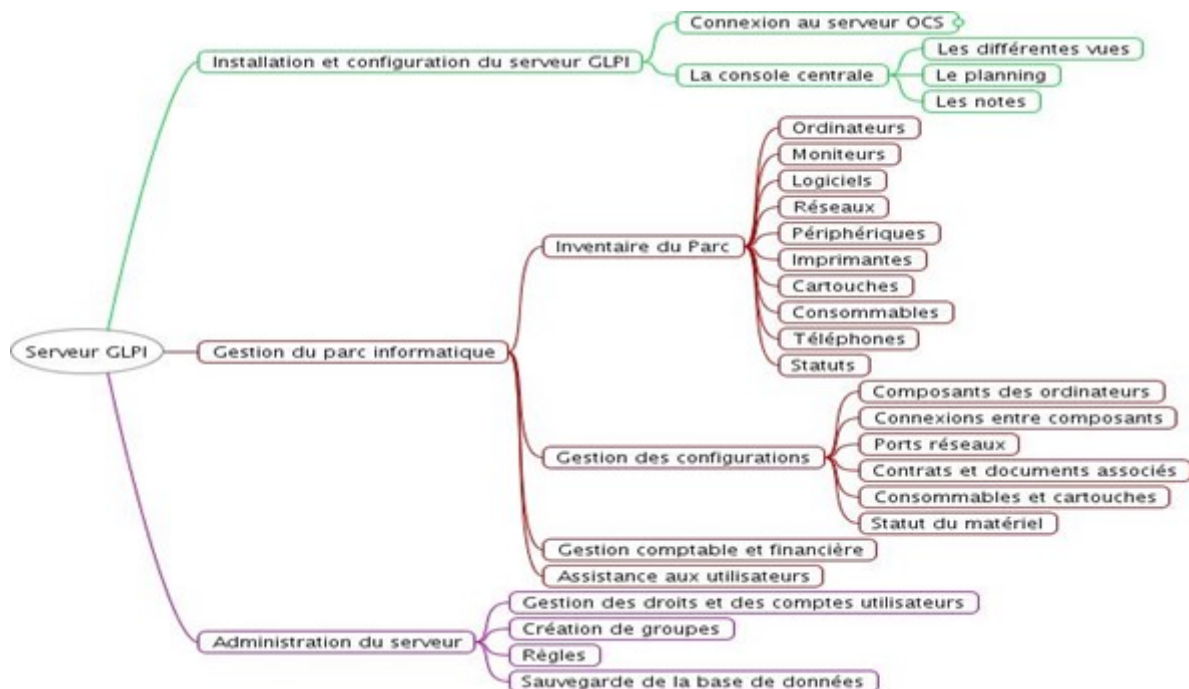 Serveur GLPI
Installation et configuration du serveur GLPI
Connexion au serveur OCS
La console centrale
Les différentes vues
Le planning
Les notes
Gestion du parc informatique
Inventaire du Parc
Ordinateurs
Moniteurs
Logiciels
Réseaux
Périphériques
Imprimantes
Cartouches
Consommables
Téléphones
Statuts
Gestion des configurations
Composants des ordinateurs
Connexions entre composants
Ports réseaux
Contrats et documents associés
Consommables et cartouches
Statut du matériel
Gestion comptable et financière
Assistance aux utilisateurs
Administration du serveur
Gestion des droits et des comptes utilisateurs
Création de groupes
Règles
Sauvegarde de la base de données